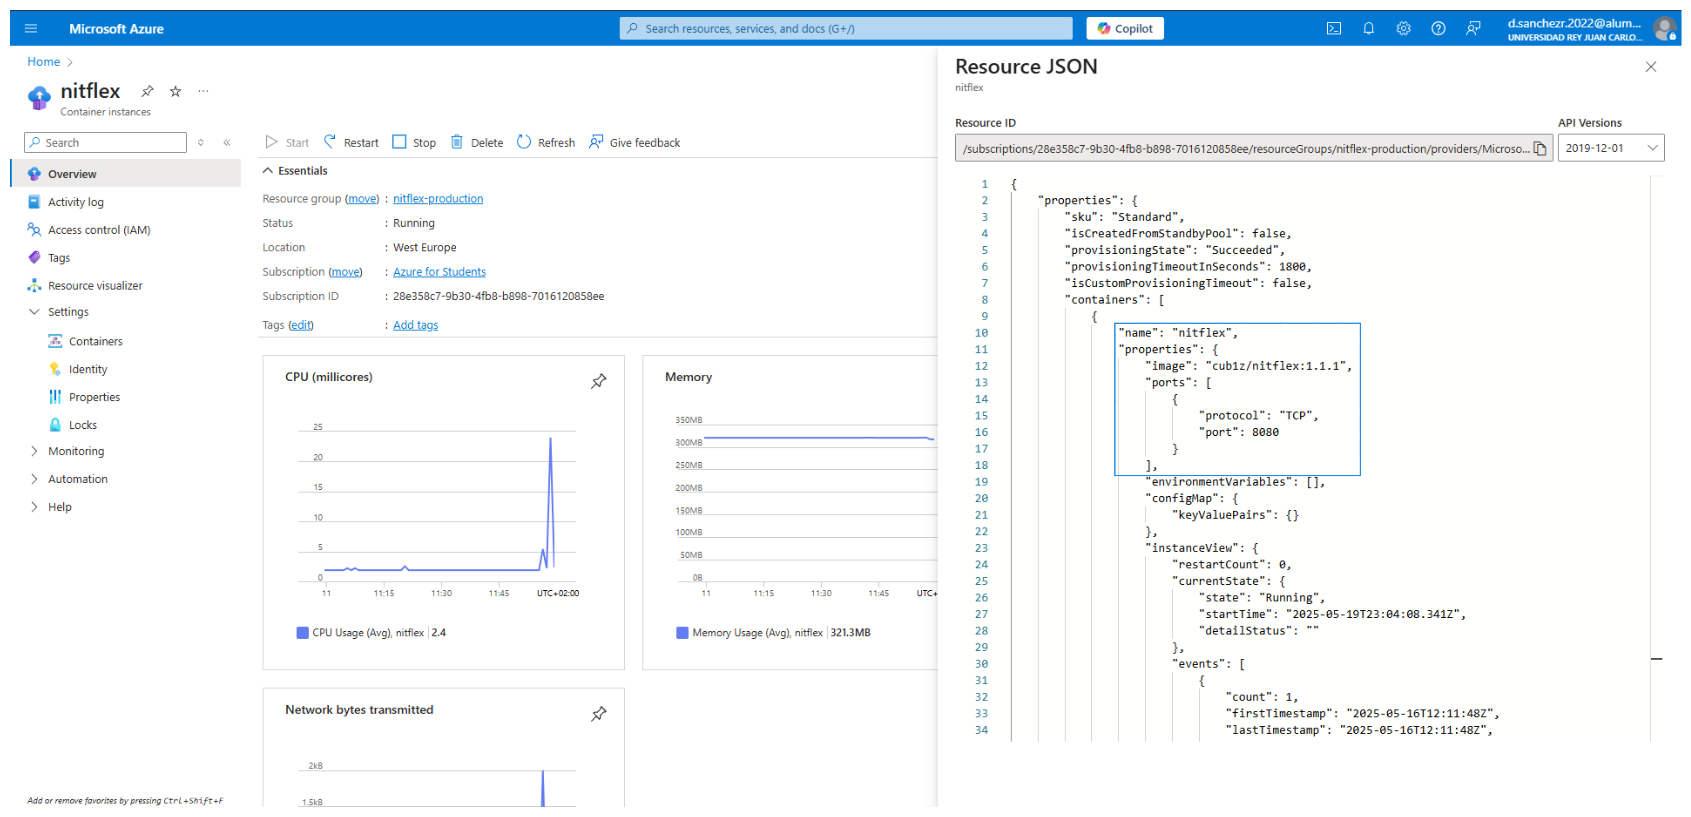 Microsoft Azure
Search resources, services, and docs (G+/)
Copilot
d.sanchezr.2022@alum...
UNIVERSIDAD REY JUAN CARLO...
Home
nitflex
Container instances
Search
Overview
Activity log
Access control (IAM)
Tags
Resource visualizer
Settings
Containers
Identity
Properties
Locks
Monitoring
Automation
Help
Add or remove favorites by pressing Ctrl+Shift+F
Start
Restart
Stop
Delete
Refresh
Give feedback
Essentials
Resource group (move) : nitflex-production
Status : Running
Location : West Europe
Subscription (move) : Azure for Students
Subscription ID : 28e358c7-9b30-4fb8-b898-7016120858ee
Tags (edit) : Add tags
CPU (millicores)
25
20
15
10
5
0
11 11:15 11:30 11:45 UTC+02:00
CPU Usage (Avg), nitflex 2.4
Memory
350MB
300MB
250MB
200MB
150MB
100MB
50MB
0B
11 11:15 11:30 11:45 UTC+
Memory Usage (Avg), nitflex 321.3MB
Network bytes transmitted
2kB
1.5kB
Resource JSON
nitflex
Resource ID
/subscriptions/28e358c7-9b30-4fb8-b898-7016120858ee/resourceGroups/nitflex-production/providers/Microso...
API Versions
2019-12-01
1 {
2 "properties": {
3 "sku": "Standard",
4 "isCreatedFromStandbyPool": false,
5 "provisioningState": "Succeeded",
6 "provisioningTimeoutInSeconds": 1800,
7 "isCustomProvisioningTimeout": false,
8 "containers": [
9 {
10 "name": "nitflex",
11 "properties": {
12 "image": "cub1z/nitflex:1.1.1",
13 "ports": [
14 {
15 "protocol": "TCP",
16 "port": 8080
17 }
18 ],
19 "environmentVariables": [],
20 "configMap": {
21 "keyValuePairs": {}
22 },
23 "instanceView": {
24 "restartCount": 0,
25 "currentState": {
26 "state": "Running",
27 "startTime": "2025-05-19T23:04:08.341Z",
28 "detailStatus": ""
29 },
30 "events": [
31 {
32 "count": 1,
33 "firstTimestamp": "2025-05-16T12:11:48Z",
34 "lastTimestamp": "2025-05-16T12:11:48Z",